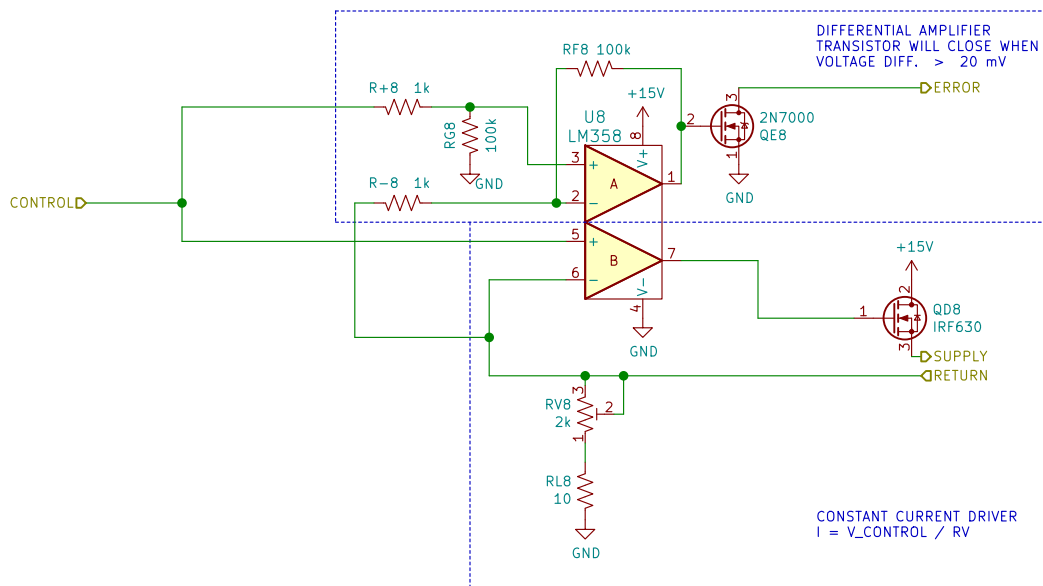 DIFFERENTIAL AMPLIFIER
TRANSISTOR WILL CLOSE WHEN
VOLTAGE DIFF. > 20 mV
RF8 100k
R+8 1k
+15V
ERROR
3
2
2N7000
QE8
1
GND
U8
LM358
8
V+
RG8
100k
GND
3
+
A
1
R-8 1k
2
-
CONTROL
5
+
B
7
6
-
V-
4
GND
+15V
2
1
QD8
IRF630
3
SUPPLY
RETURN
3
RV8
2k
2
1
RL8
10
GND
CONSTANT CURRENT DRIVER
I = V_CONTROL / RV